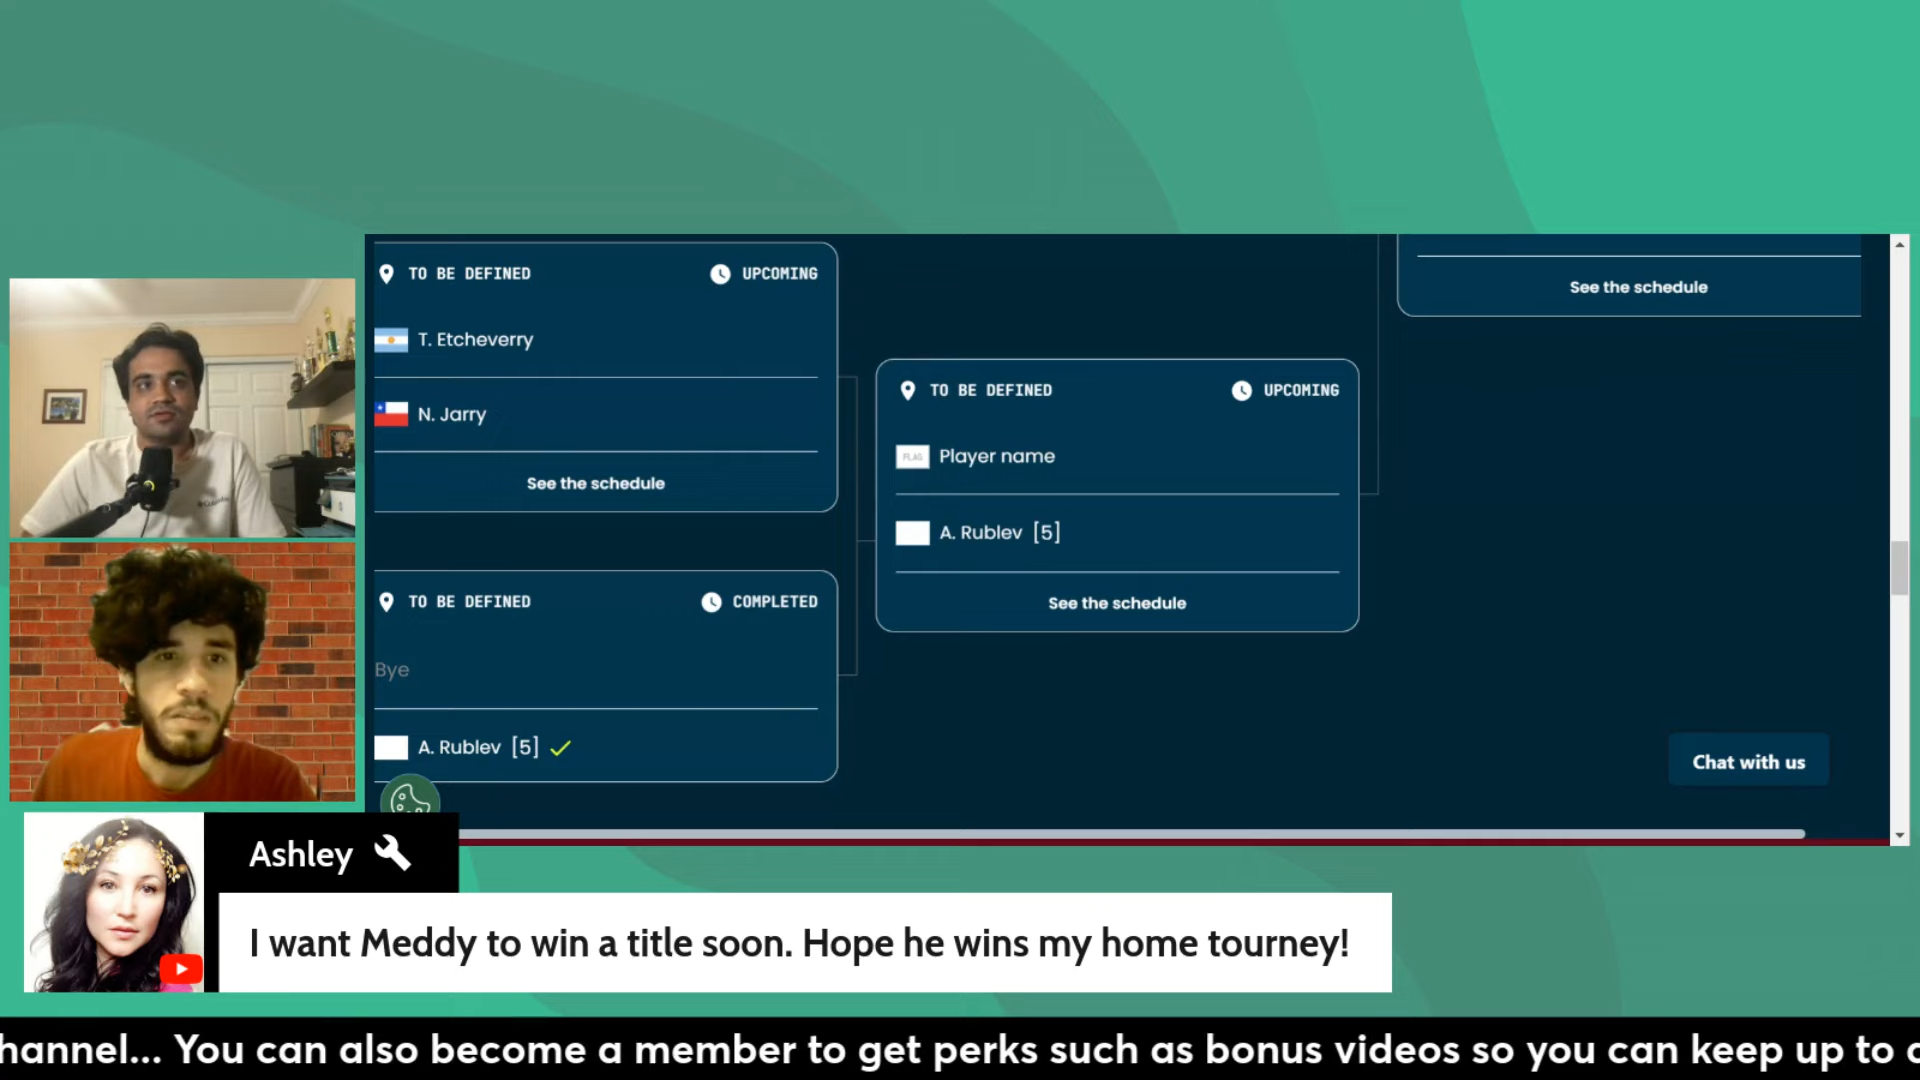 TO BE DEFINED UPCOMING
T. Etcheverry
N. Jarry
See the schedule
TO BE DEFINED COMPLETED
Bye
A. Rublev [5]
TO BE DEFINED UPCOMING
FLAG Player name
A. Rublev [5]
See the schedule
See the schedule
Chat with us
Ashley
I want Meddy to win a title soon. Hope he wins my home tourney!
hannel... You can also become a member to get perks such as bonus videos so you can keep up to